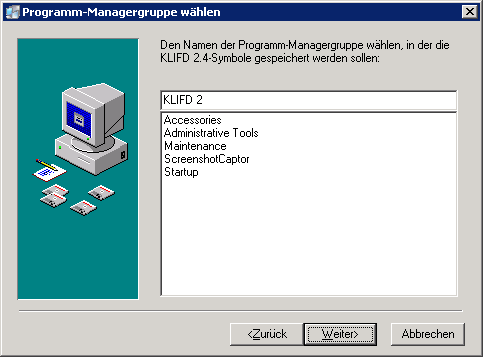 Programm-Managergruppe wählen
Den Namen der Programm-Managergruppe wählen, in der die
KLIFD 2.4-Symbole gespeichert werden sollen:
KLIFD 2
Accessories
Administrative Tools
Maintenance
ScreenshotCaptor
Startup
<Zurück
Weiter>
Abbrechen